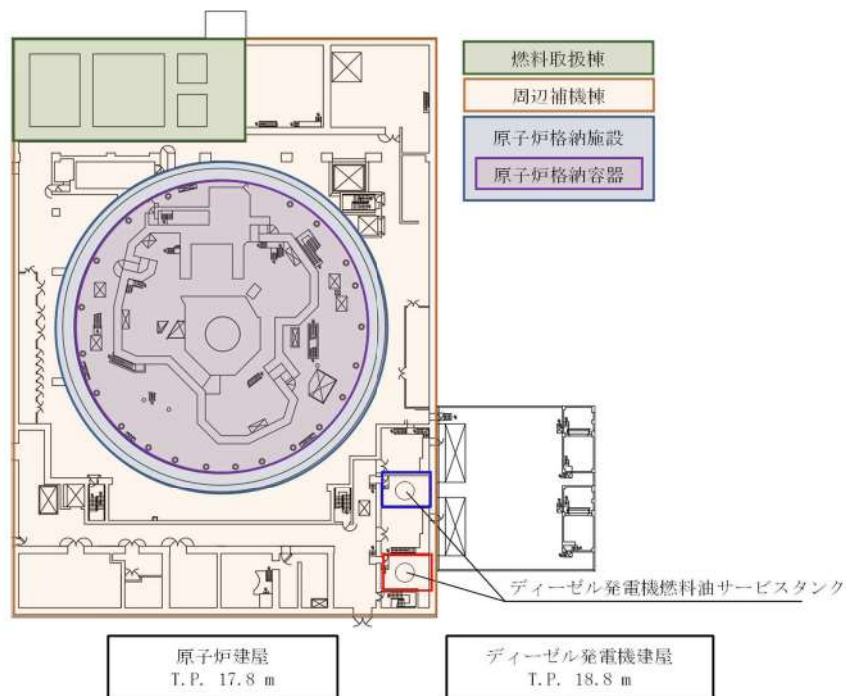 燃料取扱棟
周辺補機棟
原子炉格納施設
原子炉格納容器
ディーゼル発電機燃料油サービスタンク
原子炉建屋
T.P. 17.8 m
ディーゼル発電機建屋
T.P. 18.8 m